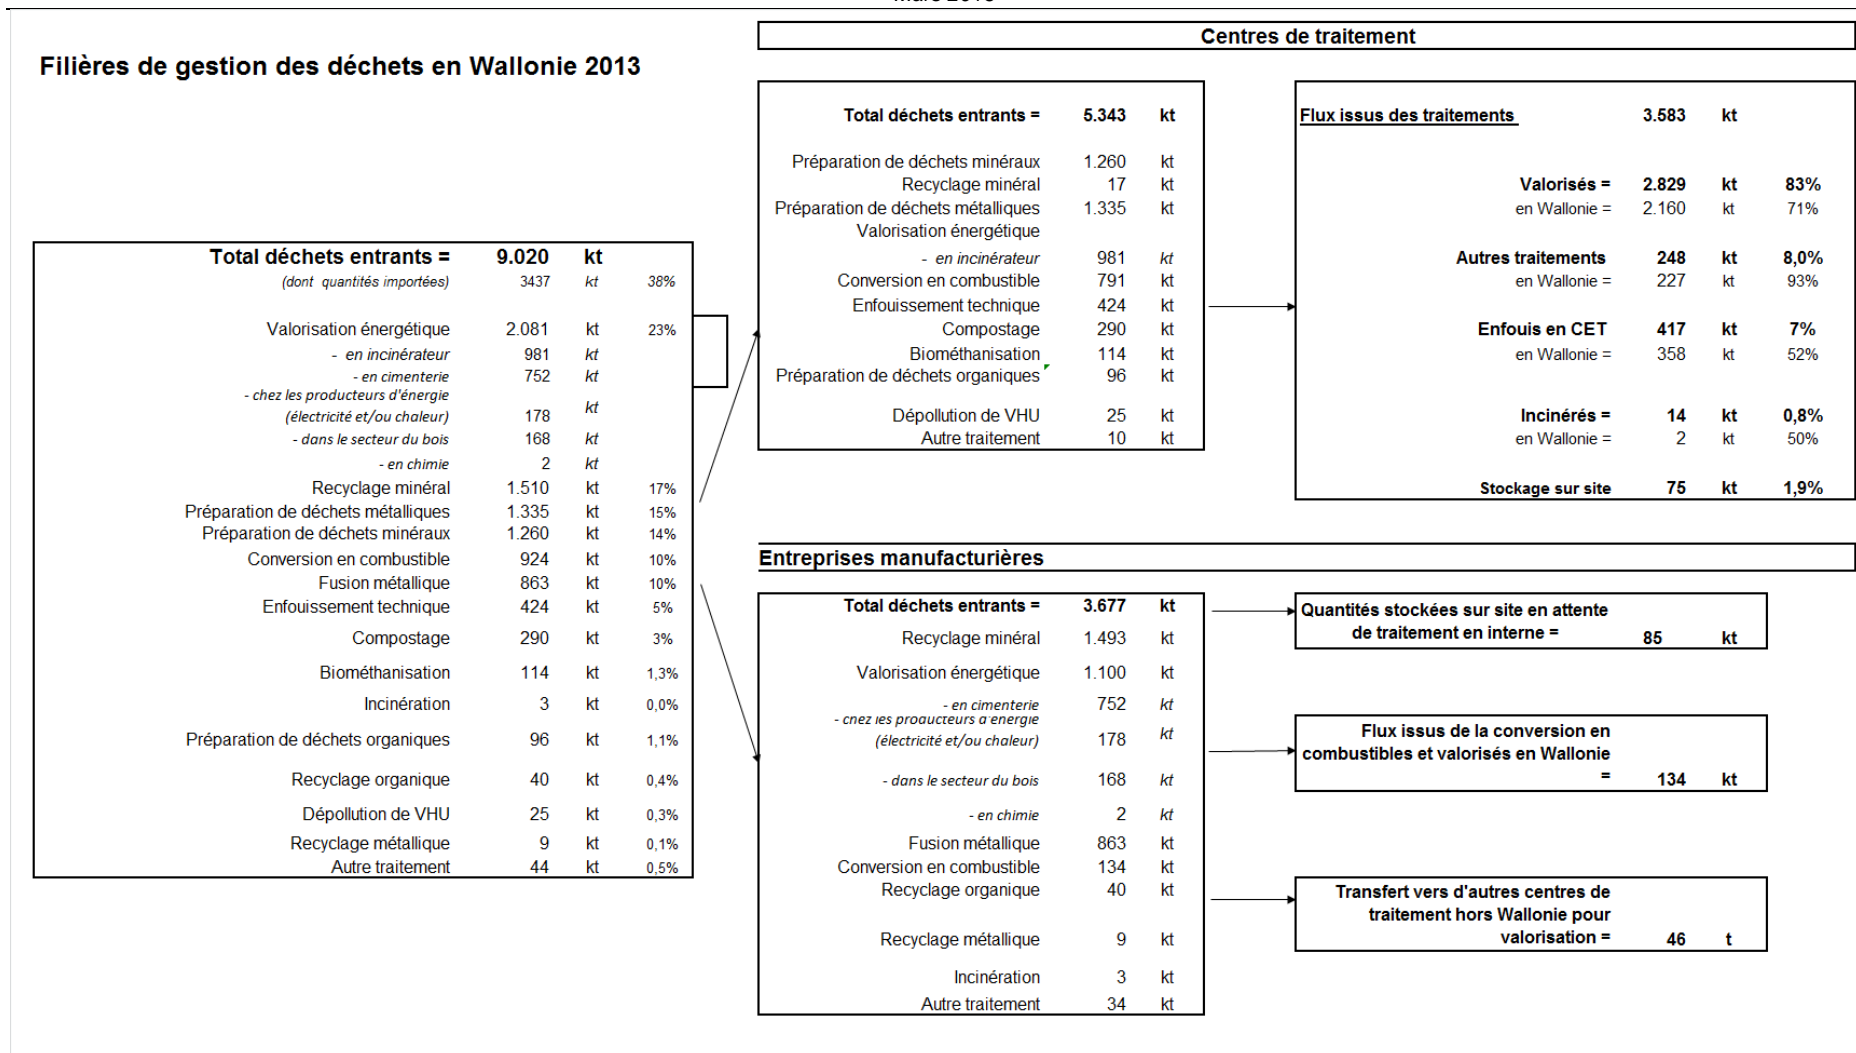 Filières de gestion des déchets en Wallonie 2013
Total déchets entrants = 9.020 kt
(dont quantités importées) 3437 kt 38%
Valorisation énergétique 2.081 kt 23%
- en incinérateur 981 kt
- en cimenterie 752 kt
- chez les producteurs d'énergie
(électricité et/ou chaleur) 178 kt
- dans le secteur du bois 168 kt
- en chimie 2 kt
Recyclage minéral 1.510 kt 17%
Préparation de déchets métalliques 1.335 kt 15%
Préparation de déchets minéraux 1.260 kt 14%
Conversion en combustible 924 kt 10%
Fusion métallique 863 kt 10%
Enfouissement technique 424 kt 5%
Compostage 290 kt 3%
Biométhanisation 114 kt 1,3%
Incinération 3 kt 0,0%
Préparation de déchets organiques 96 kt 1,1%
Recyclage organique 40 kt 0,4%
Dépollution de VHU 25 kt 0,3%
Recyclage métallique 9 kt 0,1%
Autre traitement 44 kt 0,5%
Centres de traitement
Total déchets entrants = 5.343 kt
Préparation de déchets minéraux 1.260 kt
Recyclage minéral 17 kt
Préparation de déchets métalliques 1.335 kt
Valorisation énergétique
- en incinérateur 981 kt
Conversion en combustible 791 kt
Enfouissement technique 424 kt
Compostage 290 kt
Biométhanisation 114 kt
Préparation de déchets organiques 96 kt
Dépollution de VHU 25 kt
Autre traitement 10 kt
Flux issus des traitements 3.583 kt
Valorisés = 2.829 kt 83%
en Wallonie = 2.160 kt 71%
Autres traitements 248 kt 8,0%
en Wallonie = 227 kt 93%
Enfouis en CET 417 kt 7%
en Wallonie = 358 kt 52%
Incinérés = 14 kt 0,8%
en Wallonie = 2 kt 50%
Stockage sur site 75 kt 1,9%
Entreprises manufacturières
Total déchets entrants = 3.677 kt
Recyclage minéral 1.493 kt
Valorisation énergétique 1.100 kt
- en cimenterie 752 kt
- chez les producteurs d'énergie
(électricité et/ou chaleur) 178 kt
- dans le secteur du bois 168 kt
- en chimie 2 kt
Fusion métallique 863 kt
Conversion en combustible 134 kt
Recyclage organique 40 kt
Recyclage métallique 9 kt
Incinération 3 kt
Autre traitement 34 kt
Quantités stockées sur site en attente
de traitement en interne = 85 kt
Flux issus de la conversion en
combustibles et valorisés en Wallonie
= 134 kt
Transfert vers d'autres centres de
traitement hors Wallonie pour
valorisation = 46 t